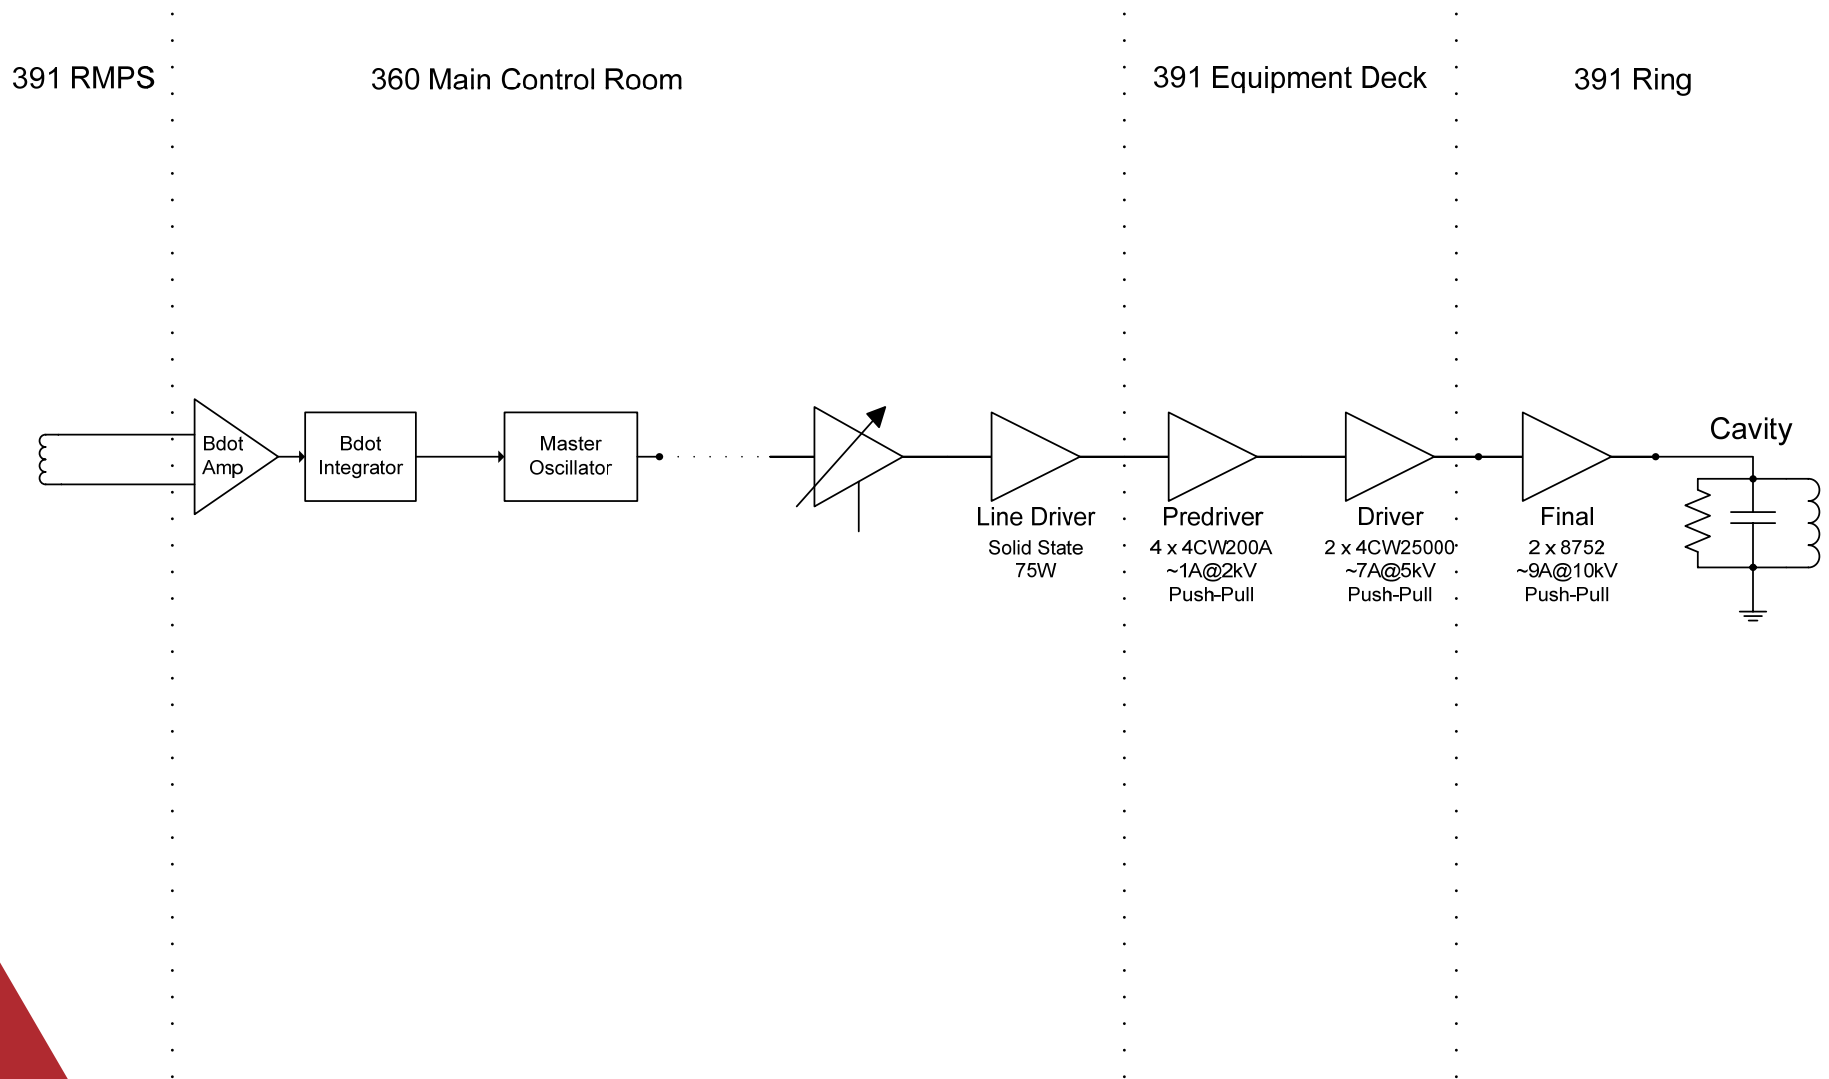 391 RMPS
360 Main Control Room
391 Equipment Deck
391 Ring
Bdot
Amp
Bdot
Integrator
Master
Oscillator
Line Driver
Solid State
75W
Predriver
4 x 4CW200A
~1A@2kV
Push-Pull
Driver
2 x 4CW25000
~7A@5kV
Push-Pull
Final
2 x 8752
~9A@10kV
Push-Pull
Cavity